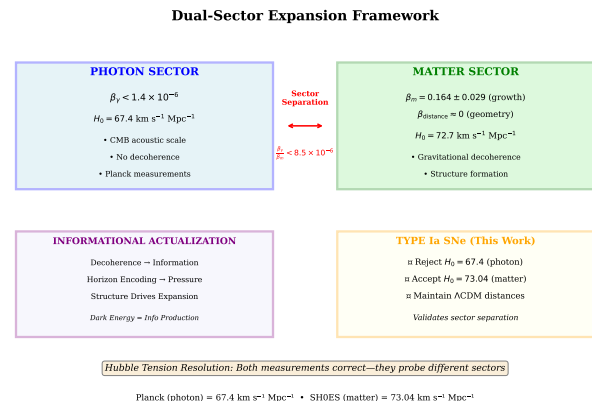 Dual-Sector Expansion Framework
PHOTON SECTOR
βγ < 1.4 × 10⁻⁶
H₀ = 67.4 km s⁻¹ Mpc⁻¹
• CMB acoustic scale
• No decoherence
• Planck measurements
Sector
Separation
βγ/βm < 8.5 × 10⁻⁶
MATTER SECTOR
βm = 0.164 ± 0.029 (growth)
βdistance ≈ 0 (geometry)
H₀ = 72.7 km s⁻¹ Mpc⁻¹
• Gravitational decoherence
• Structure formation
INFORMATIONAL ACTUALIZATION
Decoherence → Information
Horizon Encoding → Pressure
Structure Drives Expansion
Dark Energy = Info Production
TYPE Ia SNe (This Work)
Reject H₀ = 67.4 (photon)
Accept H₀ = 73.04 (matter)
Maintain ΛCDM distances
Validates sector separation
Hubble Tension Resolution: Both measurements correct—they probe different sectors
Planck (photon) = 67.4 km s⁻¹ Mpc⁻¹ • SH0ES (matter) = 73.04 km s⁻¹ Mpc⁻¹